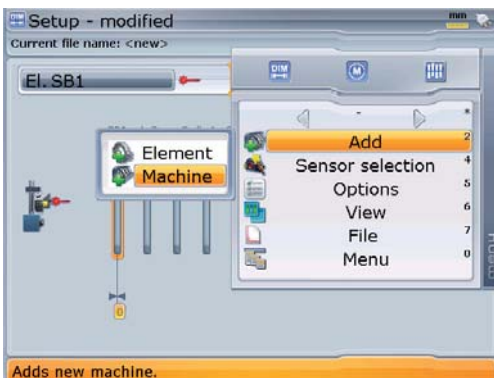 Setup - modified
mm
Current file name: <new>
El. SB1
DIM
M
*
Add
2
Element
Sensor selection
4
Machine
Options
5
View
6
File
7
Menu
0
0
Adds new machine.